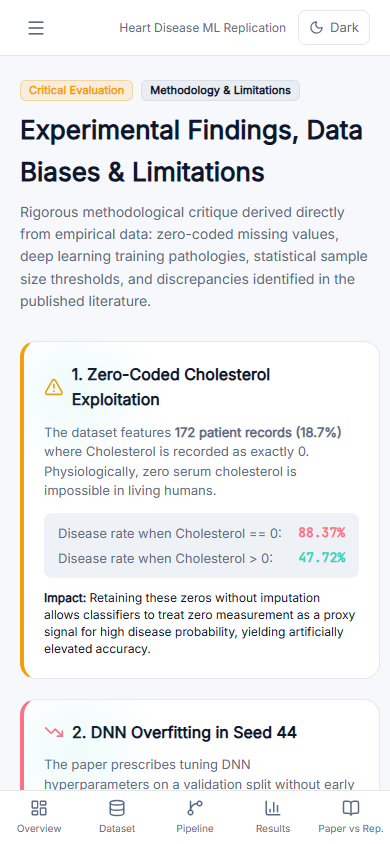 Heart Disease ML Replication
Dark
Critical Evaluation
Methodology & Limitations
Experimental Findings, Data
Biases & Limitations
Rigorous methodological critique derived directly
from empirical data: zero-coded missing values,
deep learning training pathologies, statistical sample
size thresholds, and discrepancies identified in the
published literature.
1. Zero-Coded Cholesterol
Exploitation
The dataset features 172 patient records (18.7%)
where Cholesterol is recorded as exactly 0.
Physiologically, zero serum cholesterol is
impossible in living humans.
Disease rate when Cholesterol == 0: 88.37%
Disease rate when Cholesterol > 0: 47.72%
Impact: Retaining these zeros without imputation
allows classifiers to treat zero measurement as a proxy
signal for high disease probability, yielding artificially
elevated accuracy.
2. DNN Overfitting in Seed 44
The paper prescribes tuning DNN
hyperparameters on a validation split without early
Overview
Dataset
Pipeline
Results
Paper vs Rep.